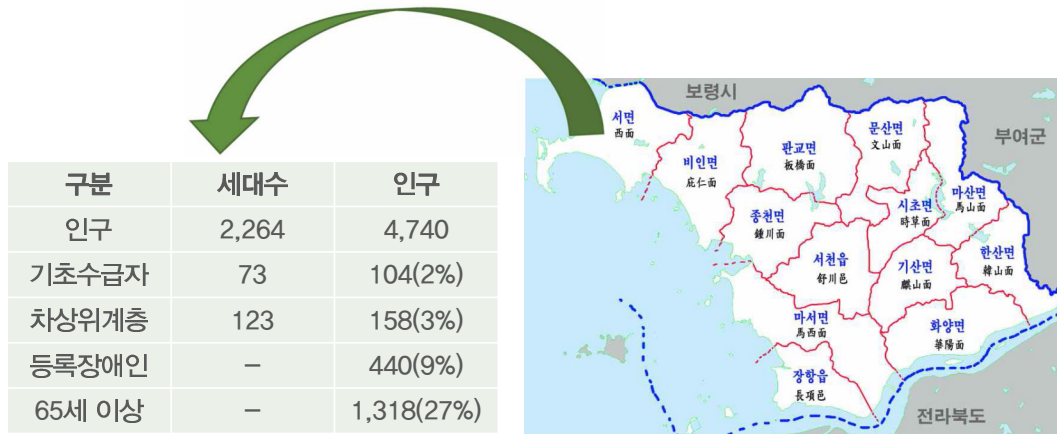 구분 세대수 인구
인구 2,264 4,740
기초수급자 73 104(2%)
차상위계층 123 158(3%)
등록장애인 – 440(9%)
65세 이상 – 1,318(27%)
보령시
서면
西面
문산면
文山面
부여군
판교면
板橋面
비인면
庇仁面
마산면
馬山面
시초면
時草面
종천면
鍾川面
한산면
韓山面
서천읍
舒川邑
기산면
麒山面
마서면
馬西面
화양면
華陽面
장항읍
長項邑
전라북도